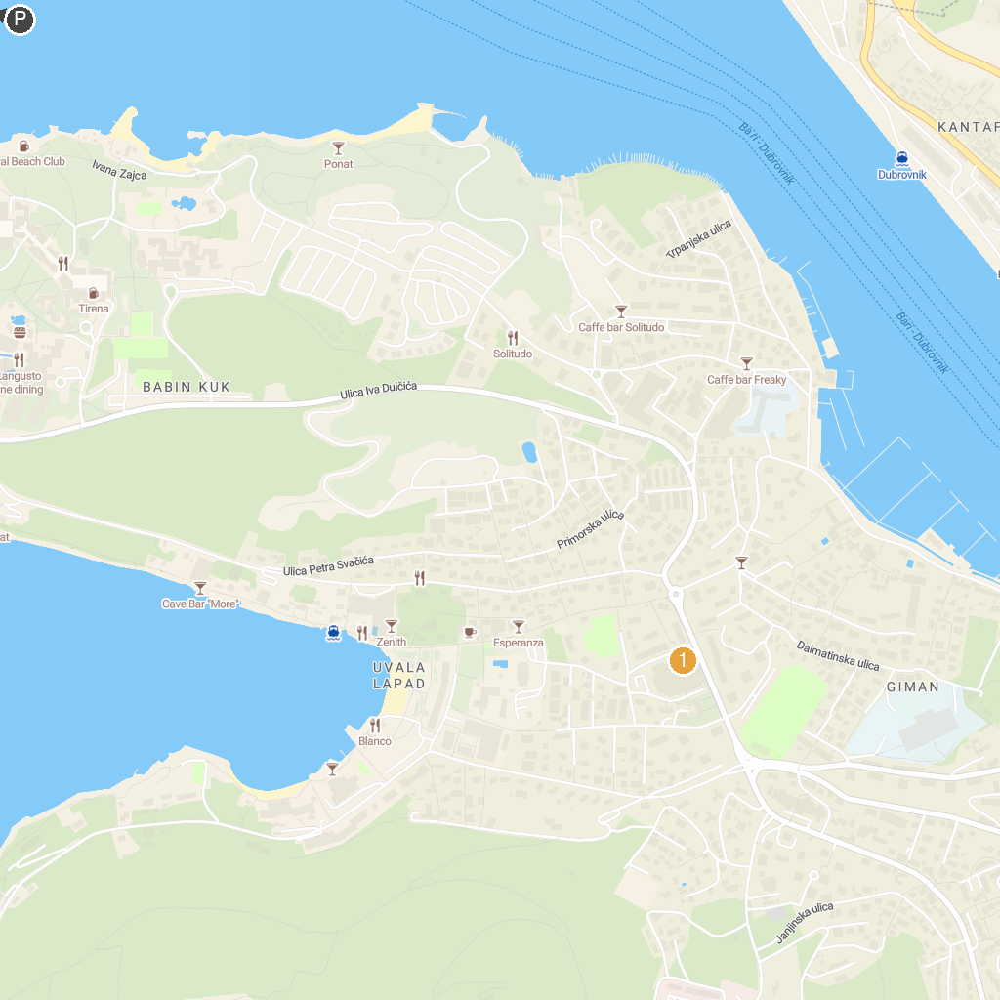 P
KANTAF
Bari - Dubrovnik
Dubrovnik
al Beach Club
Ivana Zajca
Ponat
Trpanjska ulica
Tirena
Caffe bar Solitudo
Bari - Dubrovnik
Solitudo
Langusto
ne dining
BABIN KUK
Ulica Iva Dulčića
Caffe bar Freaky
Primorska ulica
at
Ulica Petra Svačića
Cave Bar "More"
Zenith
Esperanza
Dalmatinska ulica
1
UVALA
LAPAD
GIMAN
Blanco
Janjinska ulica